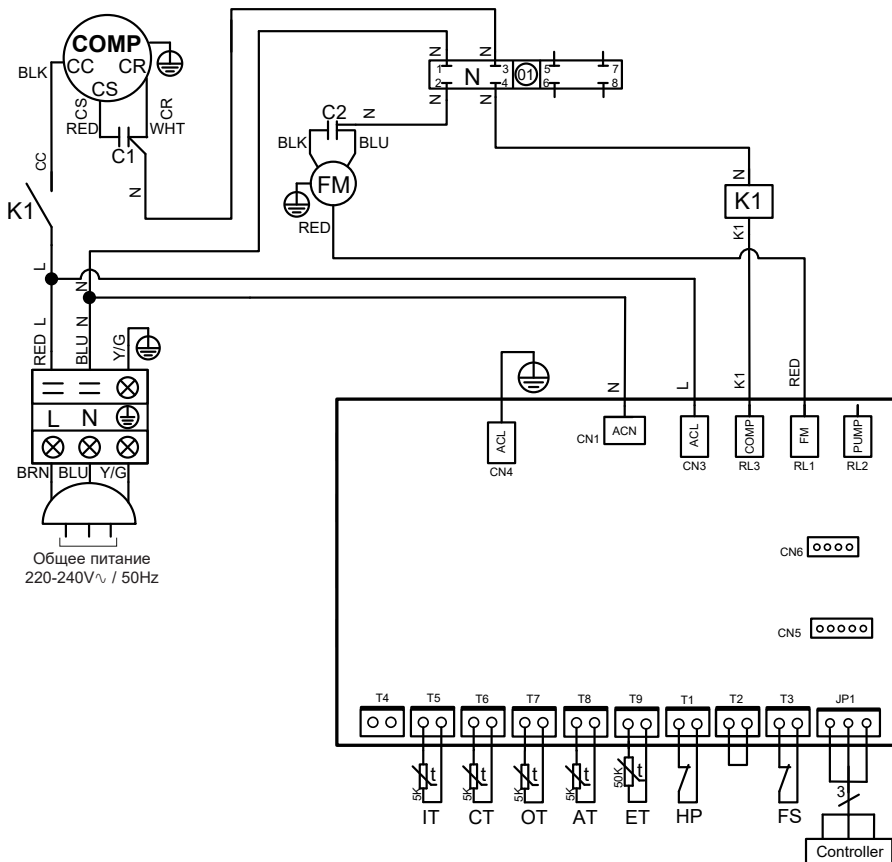 COMP
CC CR
CS
BLK
CS
RED
CR
WHT
C1
N
CC
K1
L
N
RED L
BLU N
Y/G
L N
BRN BLU Y/G
Общее питание
220-240V∿ / 50Hz
C2
N
BLK BLU
FM
RED
N N
1 3 5 7
N 01
2 4 6 8
N N
N
K1
K1
N
L
K1
RED
ACL
CN4
CN1
ACN
ACL
CN3
COMP
RL3
FM
RL1
PUMP
RL2
CN6
CN5
T4 T5 T6 T7 T8 T9 T1 T2 T3 JP1
5K t 5K t 5K t 5K t 50K t
3
IT CT OT AT ET HP FS
Controller